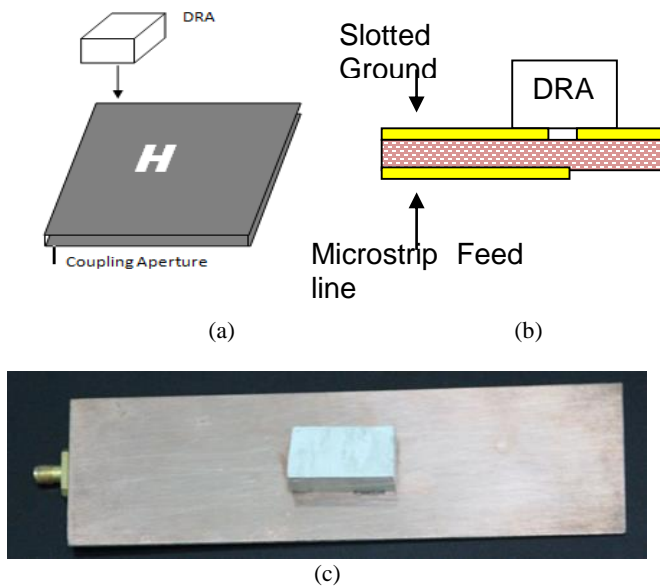 DRA
H
Coupling Aperture
(a)
Slotted
Ground
DRA
Microstrip Feed
line
(b)
(c)